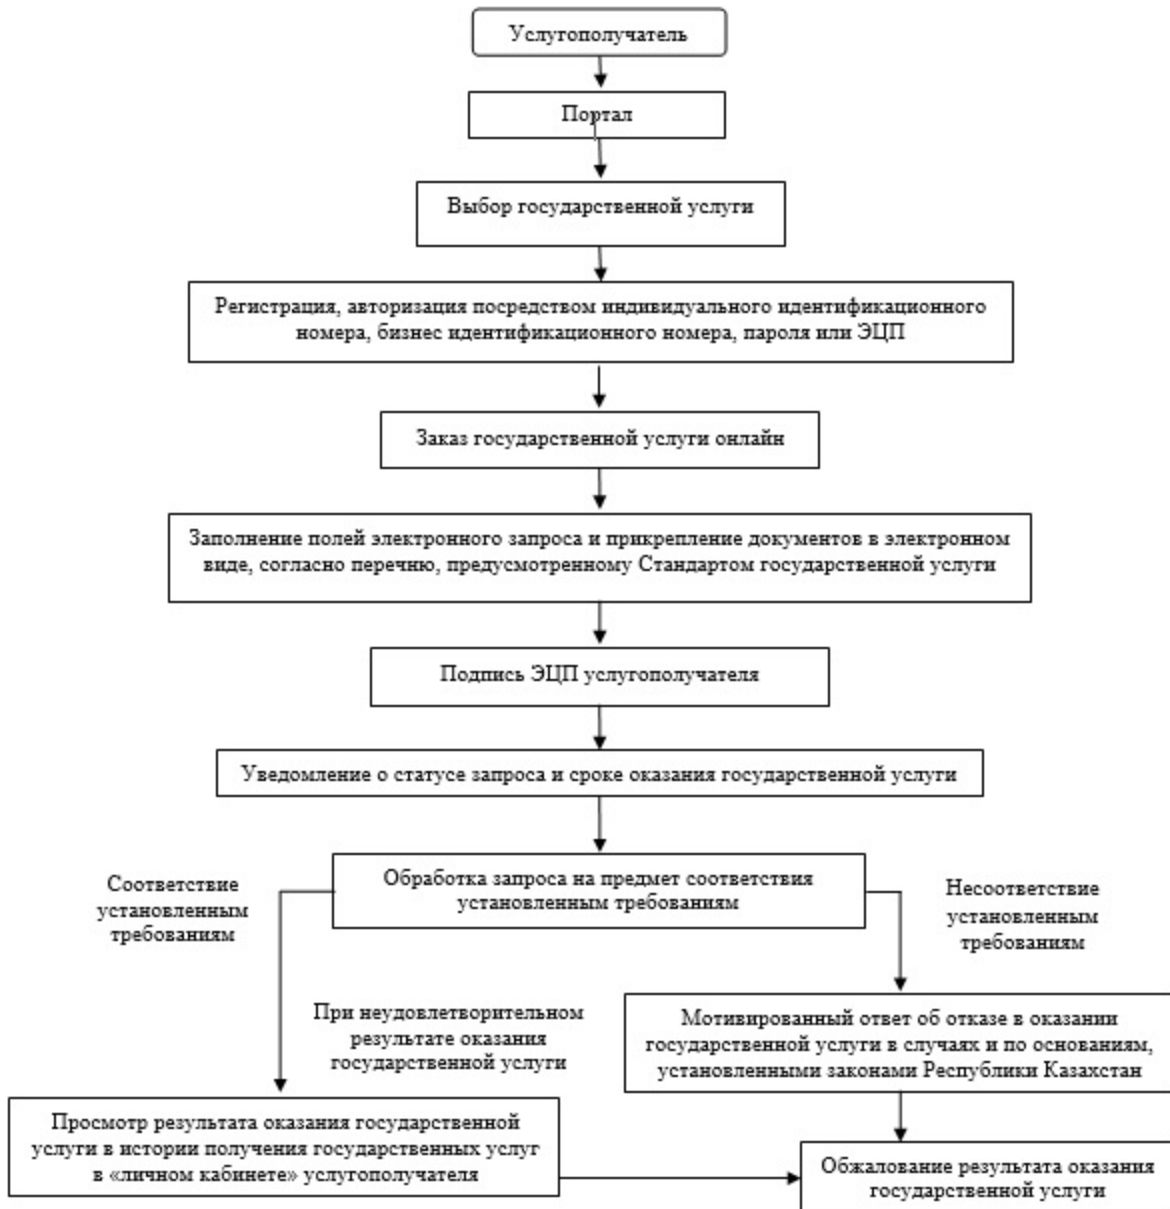 Услугополучатель
Портал
Выбор государственной услуги
Регистрация, авторизация посредством индивидуального идентификационного
номера, бизнес идентификационного номера, пароля или ЭЦП
Заказ государственной услуги онлайн
Заполнение полей электронного запроса и прикрепление документов в электронном
виде, согласно перечню, предусмотренному Стандартом государственной услуги
Подпись ЭЦП услугополучателя
Уведомление о статусе запроса и сроке оказания государственной услуги
Обработка запроса на предмет соответствия
установленным требованиям
Соответствие
установленным
требованиям
Несоответствие
установленным
требованиям
При неудовлетворительном
результате оказания
государственной услуги
Мотивированный ответ об отказе в оказании
государственной услуги в случаях и по основаниям,
установленными законами Республики Казахстан
Просмотр результата оказания государственной
услуги в истории получения государственных услуг
в «личном кабинете» услугополучателя
Обжалование результата оказания
государственной услуги